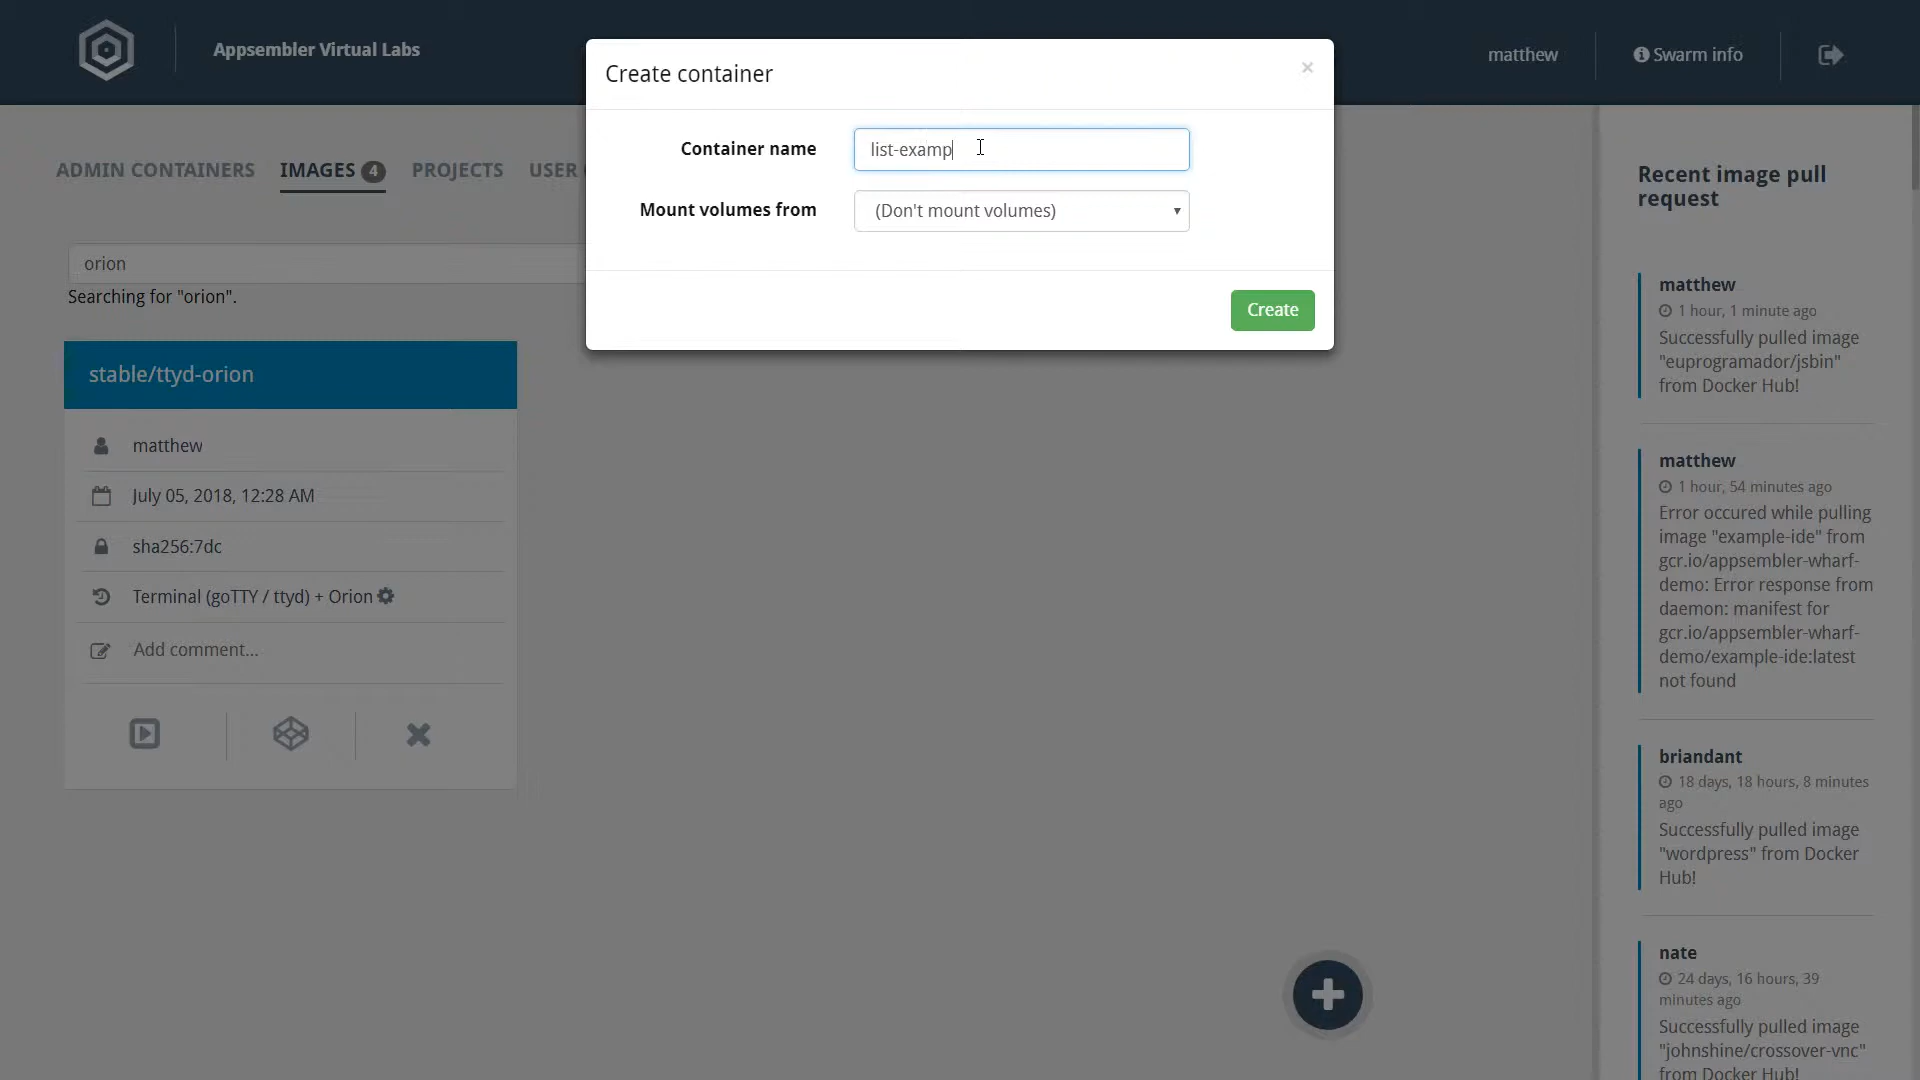 Appsembler Virtual Labs
matthew
Swarm info
Create container
×
Container name
list-examp
Mount volumes from
(Don't mount volumes)
Create
ADMIN CONTAINERS
IMAGES 4
PROJECTS
USER
orion
Searching for "orion".
stable/ttyd-orion
matthew
July 05, 2018, 12:28 AM
sha256:7dc
Terminal (goTTY / ttyd) + Orion
Add comment...
Recent image pull
request
matthew
1 hour, 1 minute ago
Successfully pulled image
"euprogramador/jsbin"
from Docker Hub!
matthew
1 hour, 54 minutes ago
Error occured while pulling
image "example-ide" from
gcr.io/appsembler-wharf-
demo: Error response from
daemon: manifest for
gcr.io/appsembler-wharf-
demo/example-ide:latest
not found
briandant
18 days, 18 hours, 8 minutes
ago
Successfully pulled image
"wordpress" from Docker
Hub!
nate
24 days, 16 hours, 39
minutes ago
Successfully pulled image
"johnshine/crossover-vnc"
from Docker Hub!